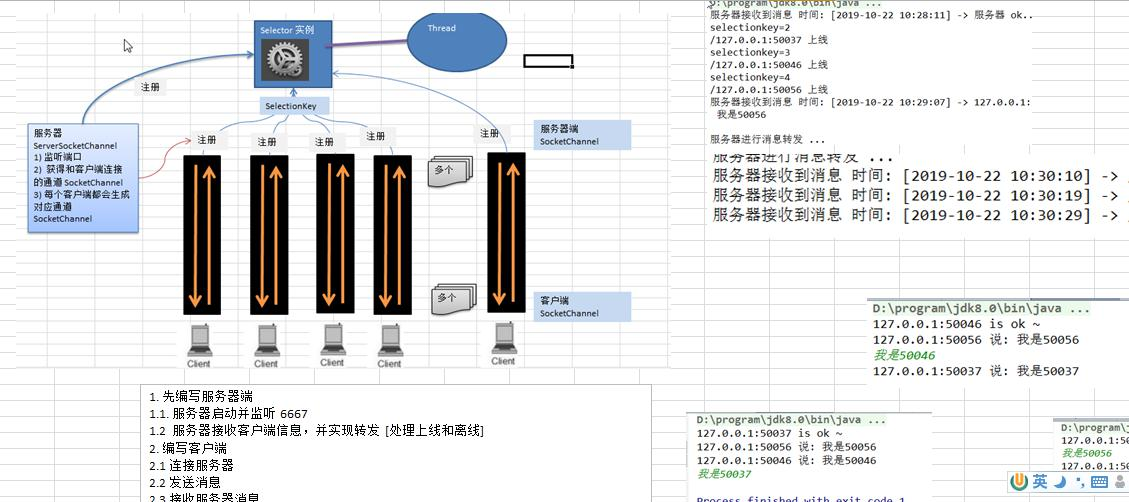 Selector 实例
Thread
注册
SelectionKey
服务器
ServerSocketChannel
1) 监听端口
2) 获得和客户端连接
的通道 SocketChannel
3) 每个客户端都会生成
对应通道
SocketChannel
注册
注册
注册
注册
注册
服务器端
SocketChannel
多个
多个
客户端
SocketChannel
Client
Client
Client
Client
Client
1. 先编写服务器端
1.1. 服务器启动并监听 6667
1.2 服务器接收客户端信息，并实现转发 [处理上线和离线]
2. 编写客户端
2.1 连接服务器
2.2 发送消息
2.3 接收服务器消息
D:\program\jdk8.0\bin\java ...
服务器接收到消息 时间: [2019-10-22 10:28:11] -> 服务器 ok..
selectionkey=2
/127.0.0.1:50037 上线
selectionkey=3
/127.0.0.1:50046 上线
selectionkey=4
/127.0.0.1:50056 上线
服务器接收到消息 时间: [2019-10-22 10:29:07] -> 127.0.0.1:
我是50056
服务器进行消息转发 ...
服务器进行消息转发 ...
服务器接收到消息 时间: [2019-10-22 10:30:10] ->
服务器接收到消息 时间: [2019-10-22 10:30:19] ->
服务器接收到消息 时间: [2019-10-22 10:30:29] ->
D:\program\jdk8.0\bin\java ...
127.0.0.1:50046 is ok ~
127.0.0.1:50056 说: 我是50056
我是50046
127.0.0.1:50037 说: 我是50037
D:\program\jdk8.0\bin\java ...
127.0.0.1:50037 is ok ~
127.0.0.1:50056 说: 我是50056
127.0.0.1:50046 说: 我是50046
我是50037
Process finished with exit code 1
D:\program\j
127.0.0.1:50
我是50056
127.0.0.1:50
英